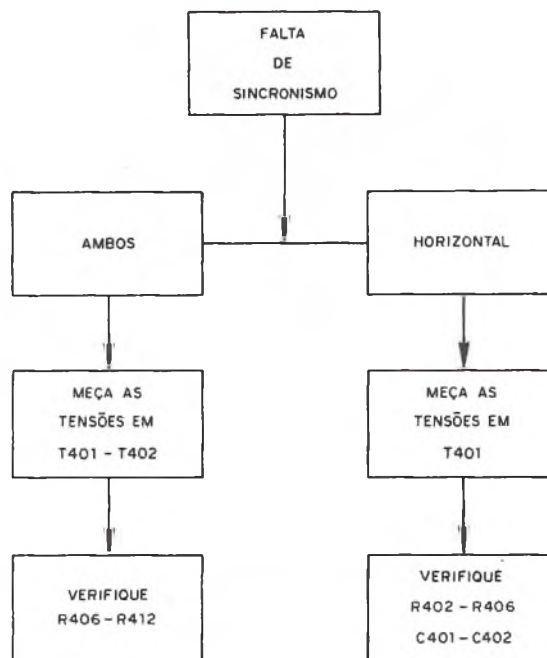 FALTA
DE
SINCRONISMO
AMBOS
HORIZONTAL
MEÇA AS
TENSÕES EM
T401 - T402
MEÇA AS
TENSÕES EM
T401
VERIFIQUE
R406 - R412
VERIFIQUE
R402 - R406
C401 - C402